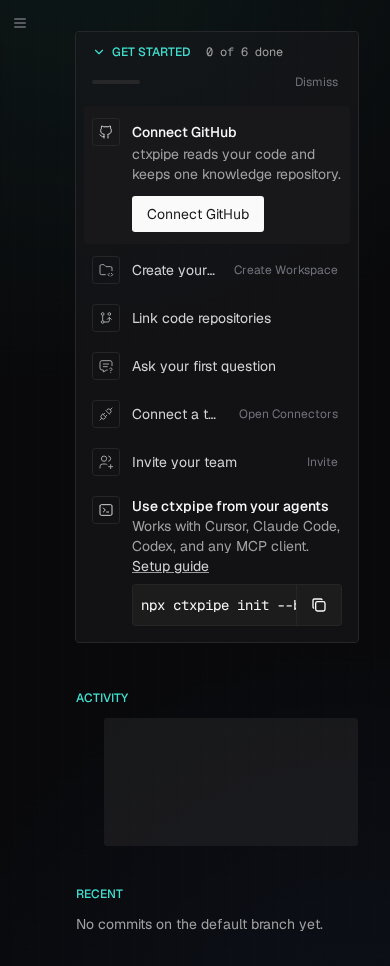 GET STARTED 0 of 6 done
Dismiss
Connect GitHub
ctxpipe reads your code and
keeps one knowledge repository.
Connect GitHub
Create your... Create Workspace
Link code repositories
Ask your first question
Connect a t... Open Connectors
Invite your team Invite
Use ctxpipe from your agents
Works with Cursor, Claude Code,
Codex, and any MCP client.
Setup guide
npx ctxpipe init --
ACTIVITY
RECENT
No commits on the default branch yet.